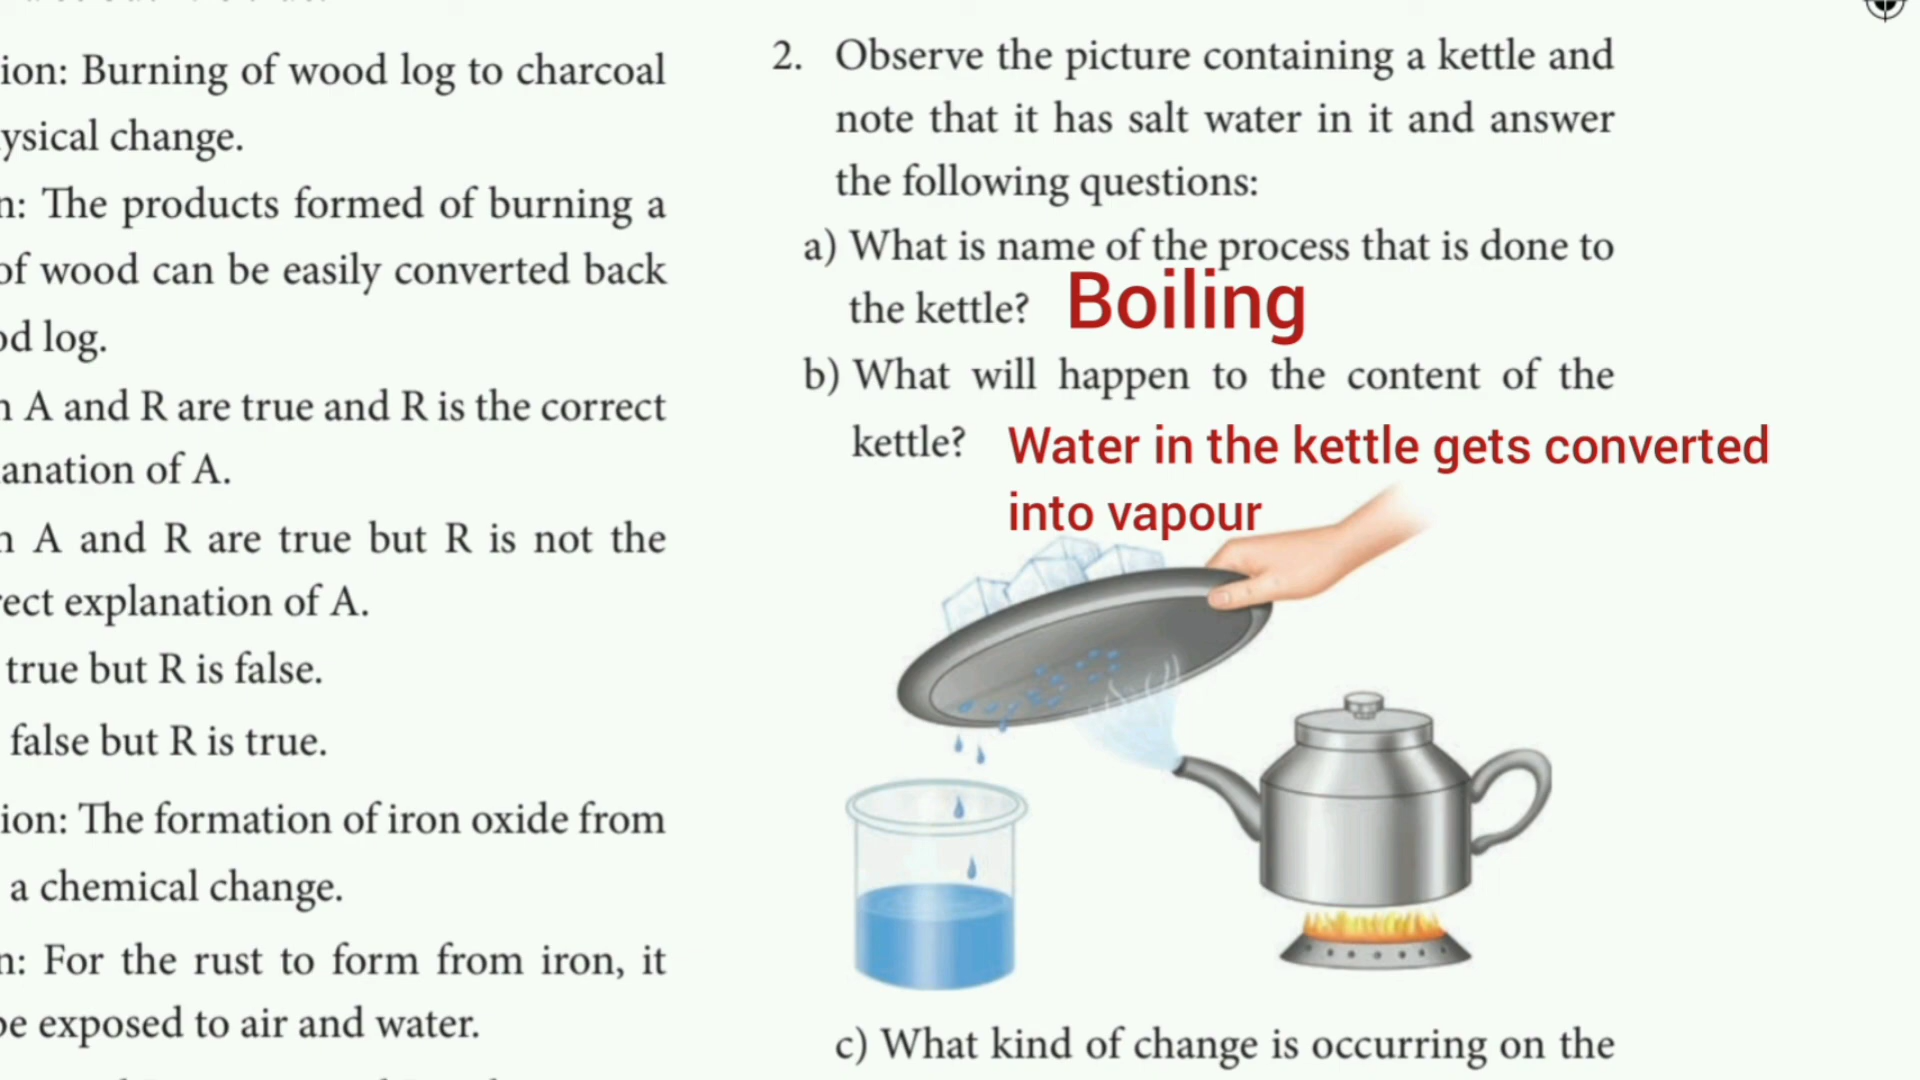 ion: Burning of wood log to charcoal
ysical change.
n: The products formed of burning a
of wood can be easily converted back
od log.
A and R are true and R is the correct
anation of A.
A and R are true but R is not the
rect explanation of A.
true but R is false.
false but R is true.
ion: The formation of iron oxide from
a chemical change.
n: For the rust to form from iron, it
be exposed to air and water.
2. Observe the picture containing a kettle and
note that it has salt water in it and answer
the following questions:
a) What is name of the process that is done to
the kettle? Boiling
b) What will happen to the content of the
kettle? Water in the kettle gets converted
into vapour
c) What kind of change is occurring on the